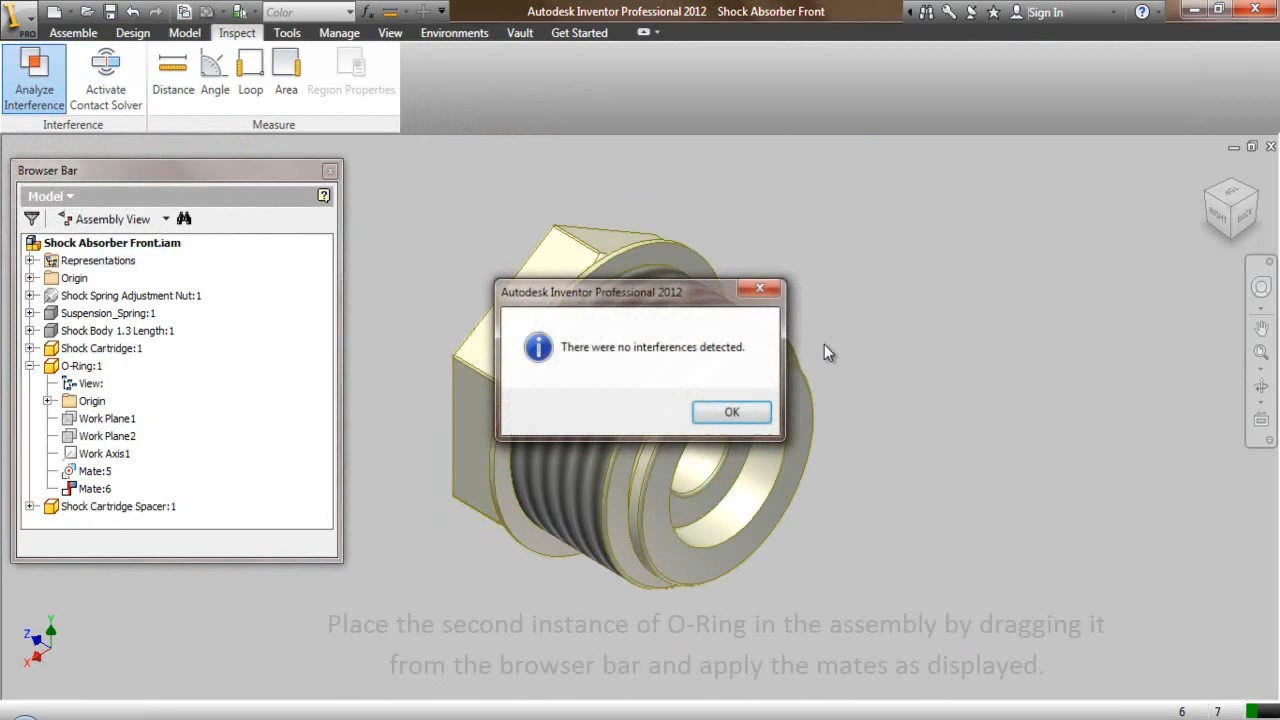 PRO
Color
Autodesk Inventor Professional 2012 Shock Absorber Front
Sign In
Assemble Design Model Inspect Tools Manage View Environments Vault Get Started
Analyze Interference
Activate Contact Solver
Distance Angle Loop Area Region Properties
Interference Measure
Browser Bar
Model
Assembly View
Shock Absorber Front.iam
Representations
Origin
Shock Spring Adjustment Nut:1
Suspension_Spring:1
Shock Body 1.3 Length:1
Shock Cartridge:1
O-Ring:1
View:
Origin
Work Plane1
Work Plane2
Work Axis1
Mate:5
Mate:6
Shock Cartridge Spacer:1
RIGHT BACK
Autodesk Inventor Professional 2012
There were no interferences detected.
OK
Z Y X
Place the second instance of O-Ring in the assembly by dragging it
from the browser bar and apply the mates as displayed.
6 7